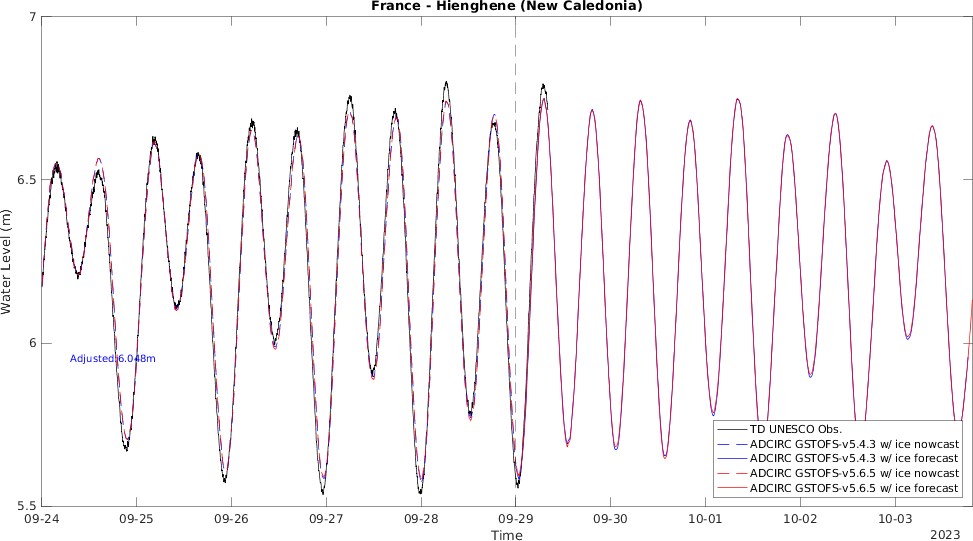 France - Hienghene (New Caledonia)
7
6.5
6
5.5
Water Level (m)
Adjusted:6.048m
TD UNESCO Obs.
ADCIRC GSTOFS-v5.4.3 w/ ice nowcast
ADCIRC GSTOFS-v5.4.3 w/ ice forecast
ADCIRC GSTOFS-v5.6.5 w/ ice nowcast
ADCIRC GSTOFS-v5.6.5 w/ ice forecast
09-24 09-25 09-26 09-27 09-28 09-29 09-30 10-01 10-02 10-03
Time
2023